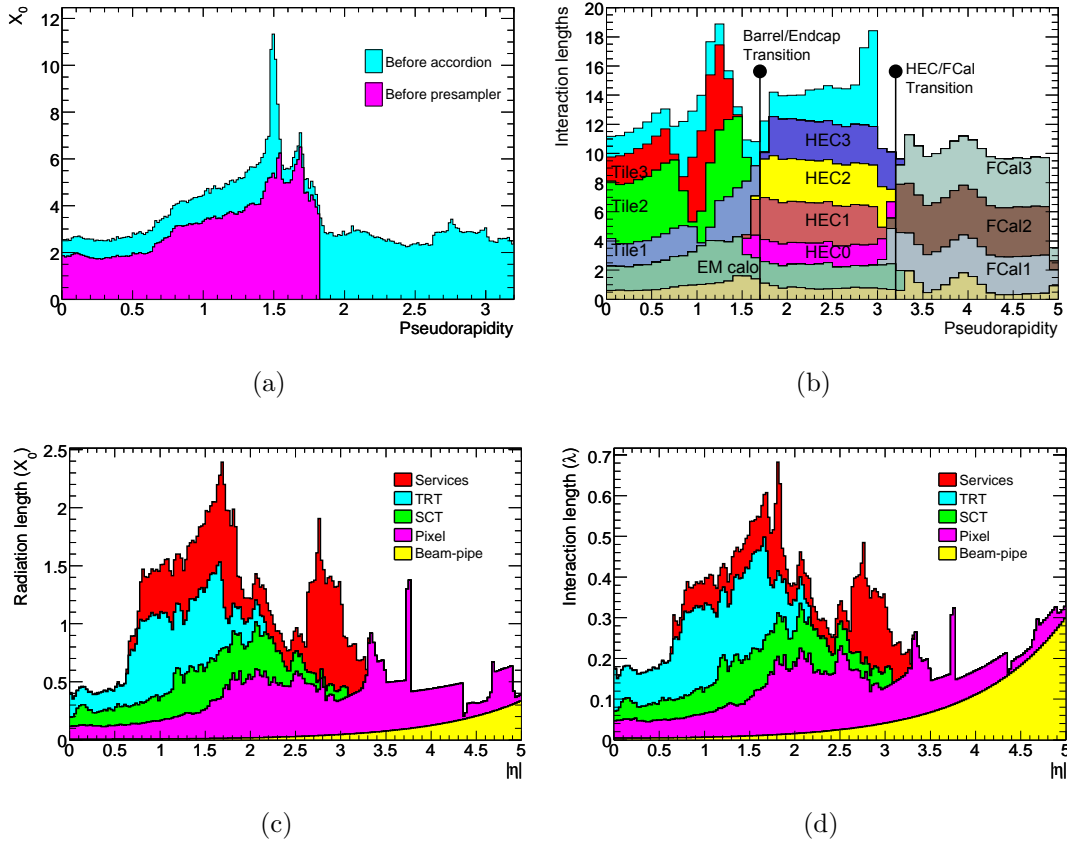 X0
12
10
8
6
4
2
0
0
0.5
1
1.5
2
2.5
3
Pseudorapidity
Before accordion
Before presampler
(a)
Interaction lengths
20
18
16
14
12
10
8
6
4
2
0
0
0.5
1
1.5
2
2.5
3
3.5
4
4.5
5
Pseudorapidity
Barrel/Endcap
Transition
HEC/FCal
Transition
Tile3
Tile2
Tile1
EM calo
HEC3
HEC2
HEC1
HEC0
FCal3
FCal2
FCal1
(b)
Radiation length (X0)
2.5
2
1.5
1
0.5
0
0
0.5
1
1.5
2
2.5
3
3.5
4
4.5
5
|η|
Services
TRT
SCT
Pixel
Beam-pipe
(c)
Interaction length (λ)
0.7
0.6
0.5
0.4
0.3
0.2
0.1
0
0
0.5
1
1.5
2
2.5
3
3.5
4
4.5
5
|η|
Services
TRT
SCT
Pixel
Beam-pipe
(d)